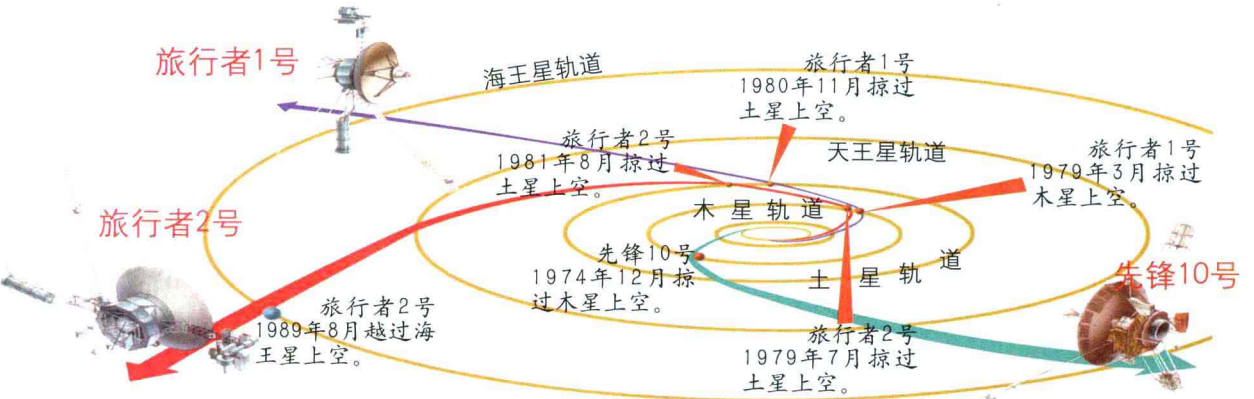 旅行者1号
海王星轨道
旅行者1号
1980年11月掠过
土星上空。
旅行者2号
1981年8月掠过
土星上空。
天王星轨道
旅行者1号
1979年3月掠过
木星上空。
木星轨道
旅行者2号
先锋10号
1974年12月掠
过木星上空。
土星轨道
先锋10号
旅行者2号
1989年8月越过海
王星上空。
旅行者2号
1979年7月掠过
土星上空。